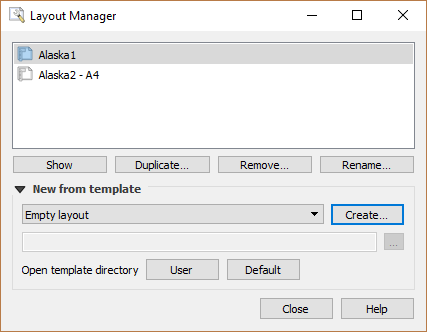 Layout Manager
Alaska1
Alaska2 - A4
Show Duplicate... Remove... Rename...
New from template
Empty layout Create...
...
Open template directory User Default
Close Help